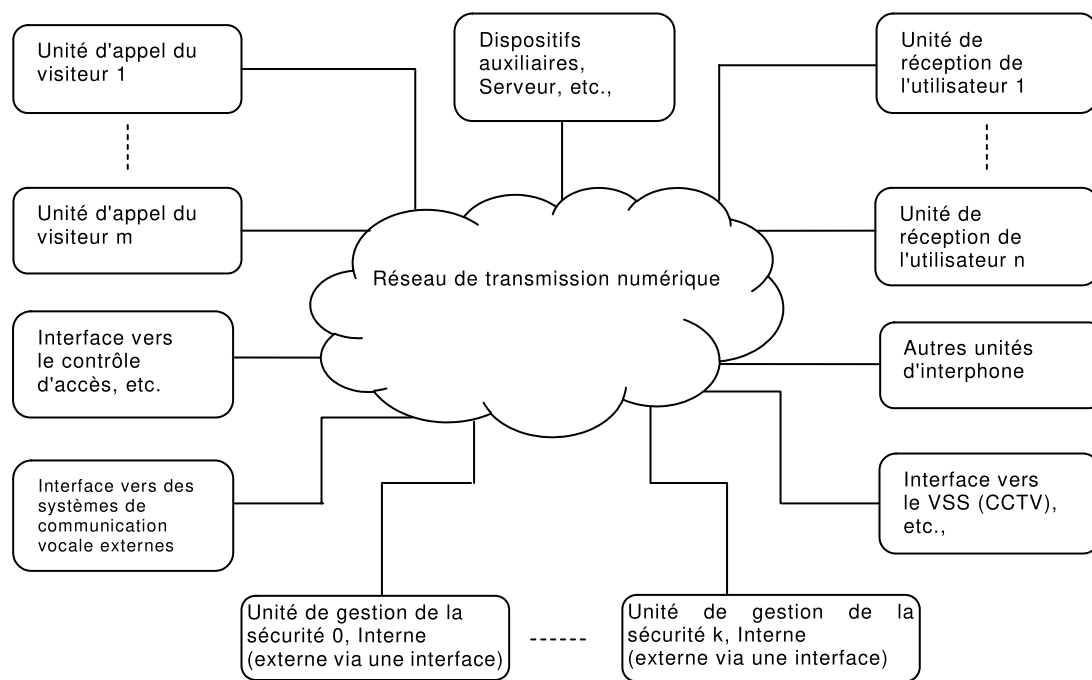 Unité d'appel du
visiteur 1
Dispositifs
auxiliaires,
Serveur, etc.,
Unité de
réception de
l'utilisateur 1
Unité d'appel du
visiteur m
Unité de
réception de
l'utilisateur n
Réseau de transmission numérique
Interface vers
le contrôle
d'accès, etc.
Autres unités
d'interphone
Interface vers des
systèmes de
communication
vocale externes
Interface vers
le VSS (CCTV),
etc.,
Unité de gestion de la
sécurité 0, Interne
(externe via une interface)
Unité de gestion de la
sécurité k, Interne
(externe via une interface)